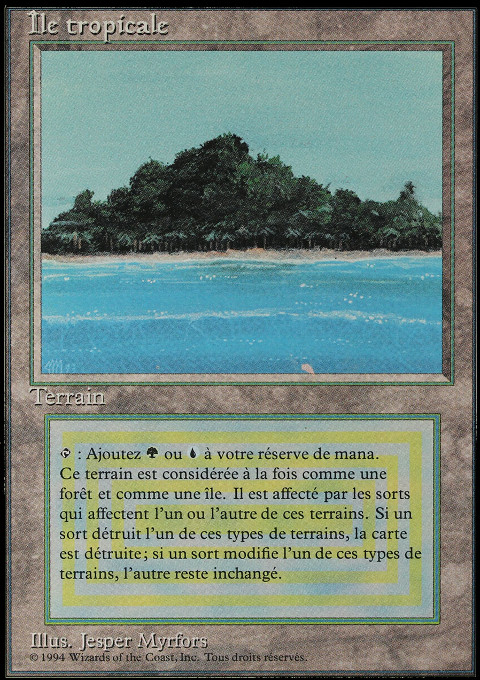 Île tropicale
Terrain
: Ajoutez ou à votre réserve de mana.
Ce terrain est considérée à la fois comme une
forêt et comme une île. Il est affecté par les sorts
qui affectent l'un ou l'autre de ces terrains. Si un
sort détruit l'un de ces types de terrains, la carte
est détruite; si un sort modifie l'un de ces types de
terrains, l'autre reste inchangé.
Illus. Jesper Myrfors
© 1994 Wizards of the Coast, Inc. Tous droits réservés.